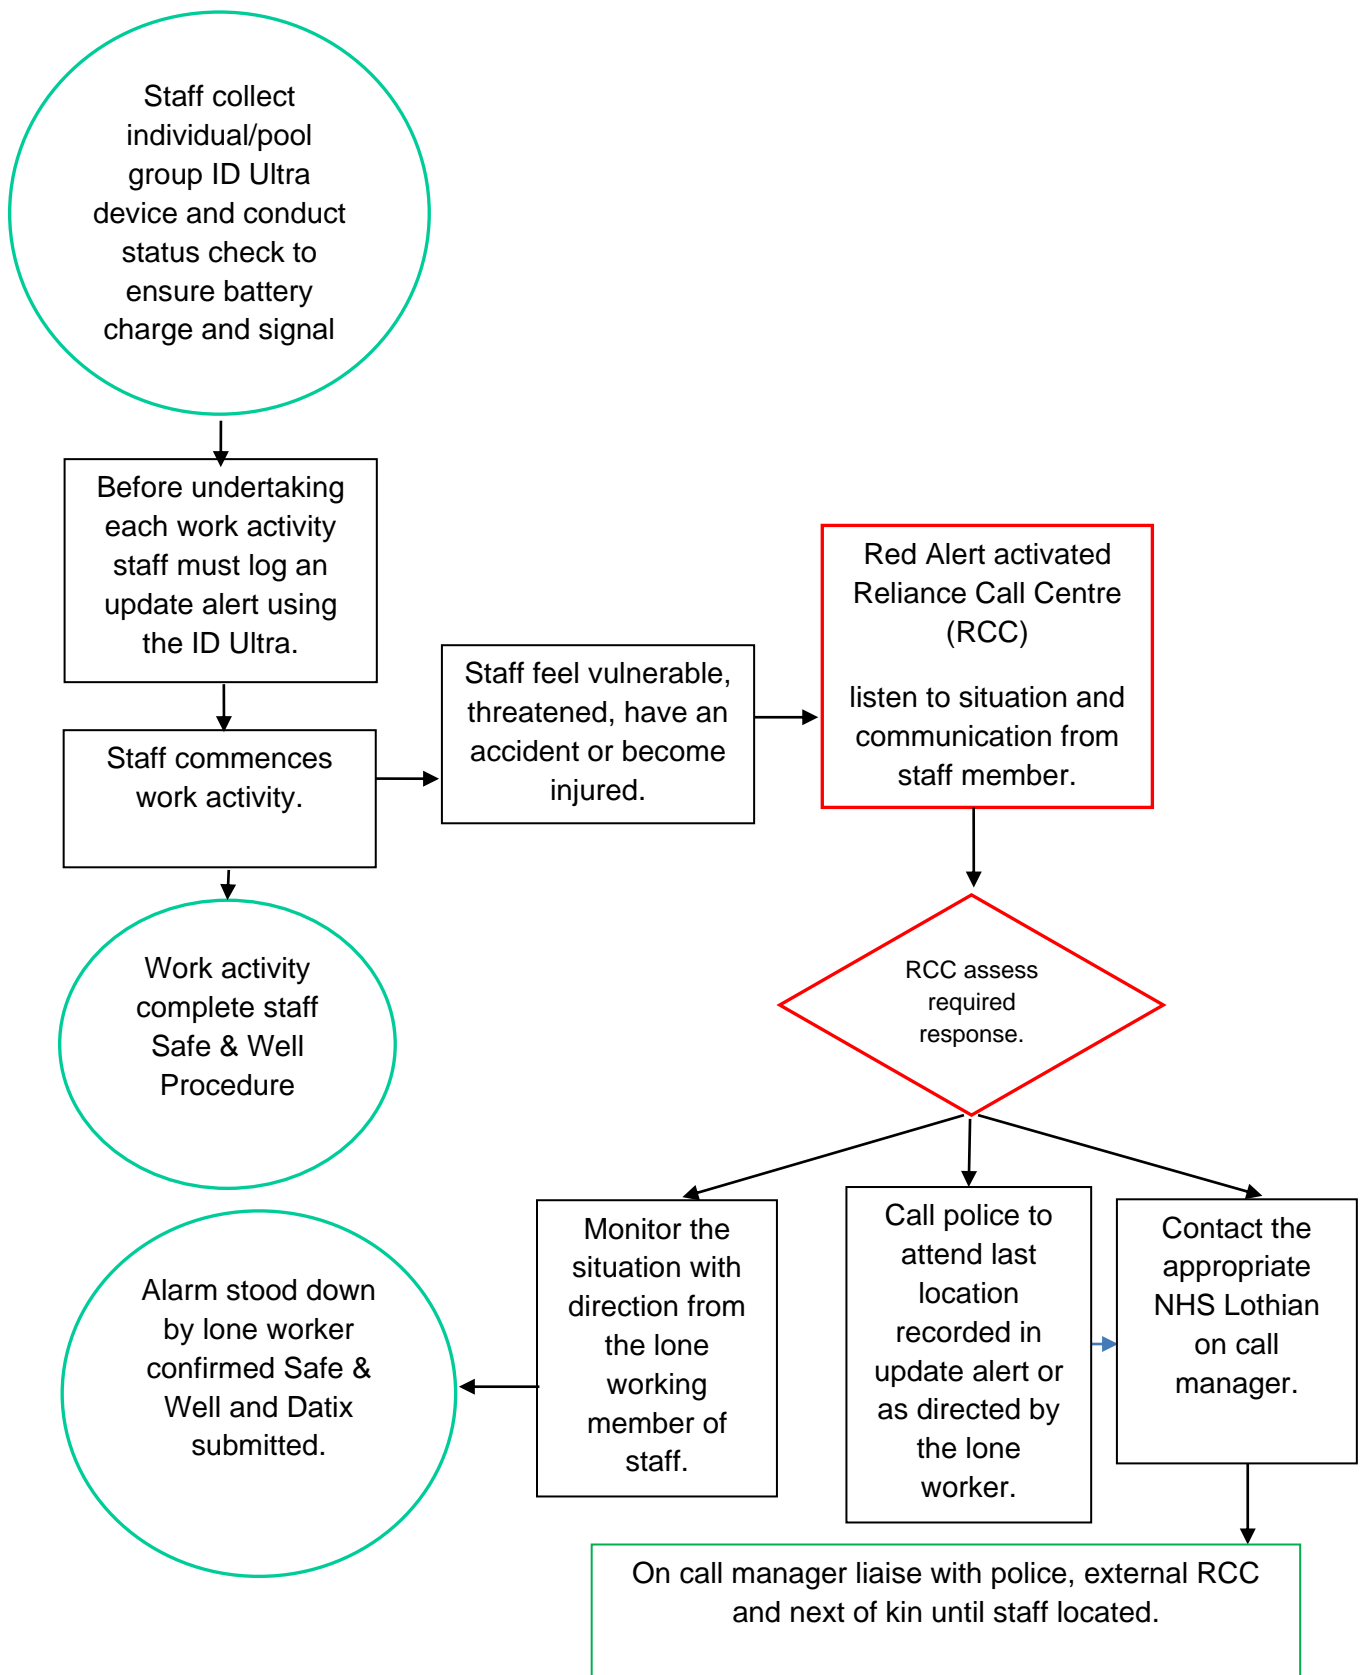 Staff collect
individual/pool
group ID Ultra
device and conduct
status check to
ensure battery
charge and signal
Before undertaking
each work activity
staff must log an
update alert using
the ID Ultra.
Staff commences
work activity.
Staff feel vulnerable,
threatened, have an
accident or become
injured.
Red Alert activated
Reliance Call Centre
(RCC)
listen to situation and
communication from
staff member.
Work activity
complete staff
Safe & Well
Procedure
RCC assess
required
response.
Monitor the
situation with
direction from
the lone
working
member of
staff.
Call police to
attend last
location
recorded in
update alert or
as directed by
the lone
worker.
Contact the
appropriate
NHS Lothian
on call
manager.
Alarm stood down
by lone worker
confirmed Safe &
Well and Datix
submitted.
On call manager liaise with police, external RCC
and next of kin until staff located.